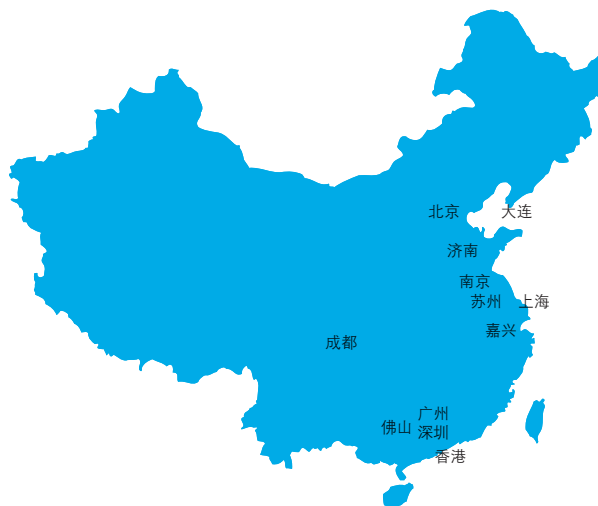 北京
大连
济南
南京
苏州
上海
嘉兴
成都
广州
佛山
深圳
香港